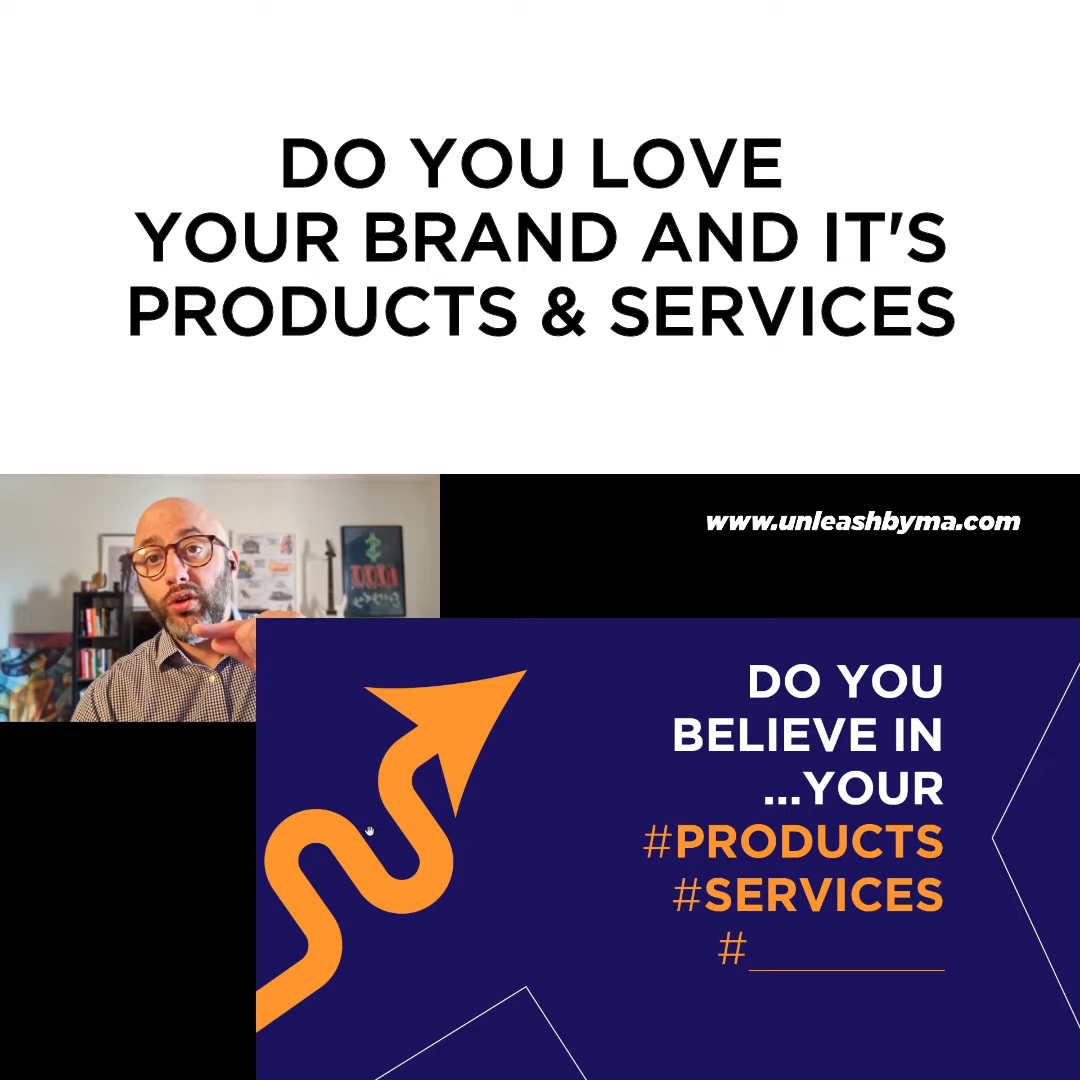 DO YOU LOVE
YOUR BRAND AND IT'S
PRODUCTS & SERVICES
www.unleashbyma.com
DO YOU
BELIEVE IN
...YOUR
#PRODUCTS
#SERVICES
#__________